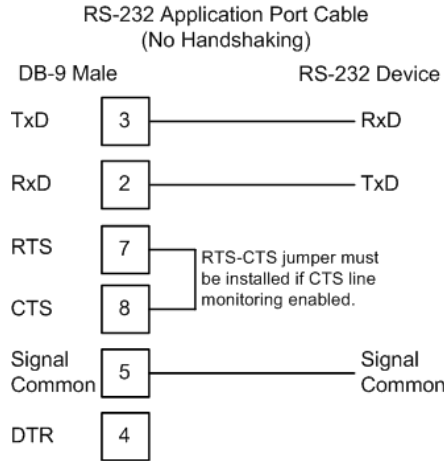 RS-232 Application Port Cable
(No Handshaking)
DB-9 Male
RS-232 Device
TxD
3
RxD
RxD
2
TxD
RTS
7
RTS-CTS jumper must
be installed if CTS line
monitoring enabled.
CTS
8
Signal
Common
5
Signal
Common
DTR
4